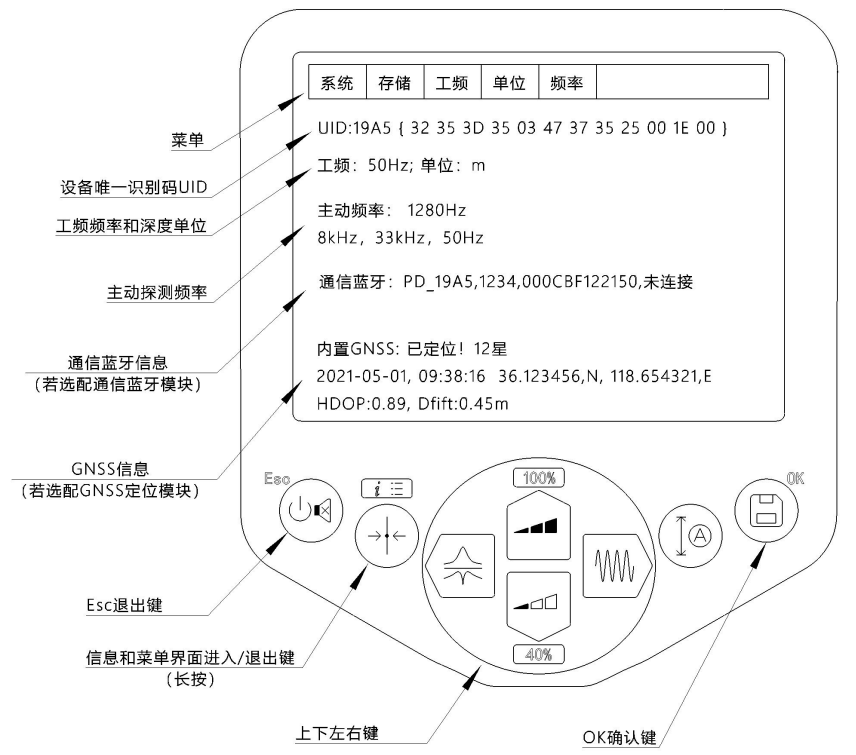 系统 存储 工频 单位 频率
菜单
UID:19A5 { 32 35 3D 35 03 47 37 35 25 00 1E 00 }
设备唯一识别码UID
工频：50Hz; 单位：m
工频频率和深度单位
主动频率： 1280Hz
8kHz，33kHz，50Hz
主动探测频率
通信蓝牙：PD_19A5,1234,000CBF122150,未连接
通信蓝牙信息
(若选配通信蓝牙模块)
内置GNSS: 已定位！12星
2021-05-01, 09:38:16 36.123456,N, 118.654321,E
HDOP:0.89, Dfift:0.45m
GNSS信息
(若选配GNSS定位模块)
Esc
i
100%
OK
A
40%
Esc退出键
信息和菜单界面进入/退出键
(长按)
上下左右键
OK确认键